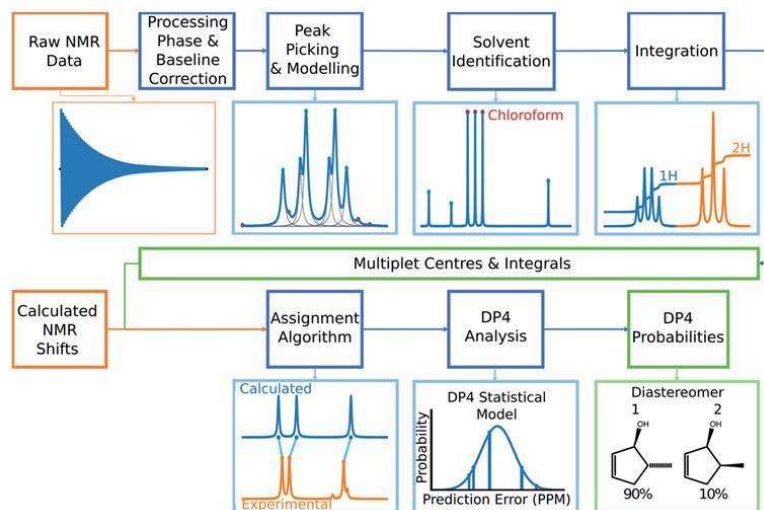 Raw NMR
Data
Processing
Phase &
Baseline
Correction
Peak
Picking
& Modelling
Solvent
Identification
Integration
Chloroform
1H
2H
Multiplet Centres & Integrals
Calculated
NMR
Shifts
Assignment
Algorithm
DP4
Analysis
DP4
Probabilities
Calculated
Experimental
DP4 Statistical
Model
Probability
Prediction Error (PPM)
Diastereomer
1 2
OH OH
90% 10%